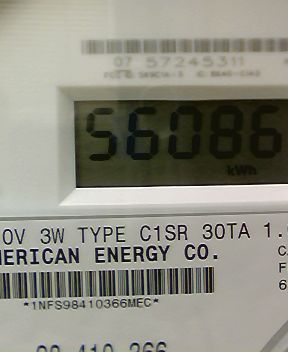 07 57245311
56086
kWh
0V 3W TYPE C1SR 30TA 1.
MERICAN ENERGY CO.
*1NFS98410366MEC*